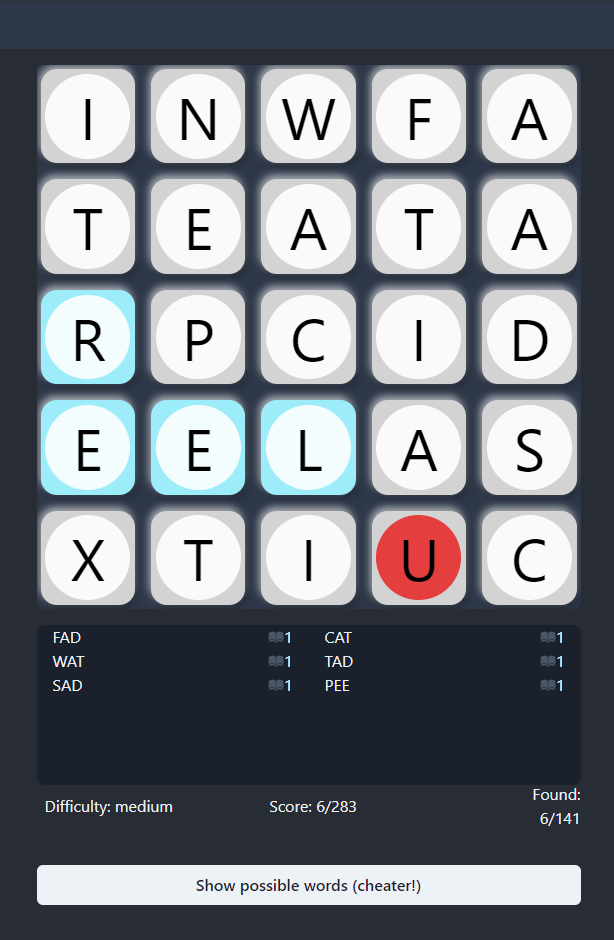 I N W F A
T E A T A
R P C I D
E E L A S
X T I U C
FAD 1 CAT 1
WAT 1 TAD 1
SAD 1 PEE 1
Difficulty: medium Score: 6/283 Found: 6/141
Show possible words (cheater!)